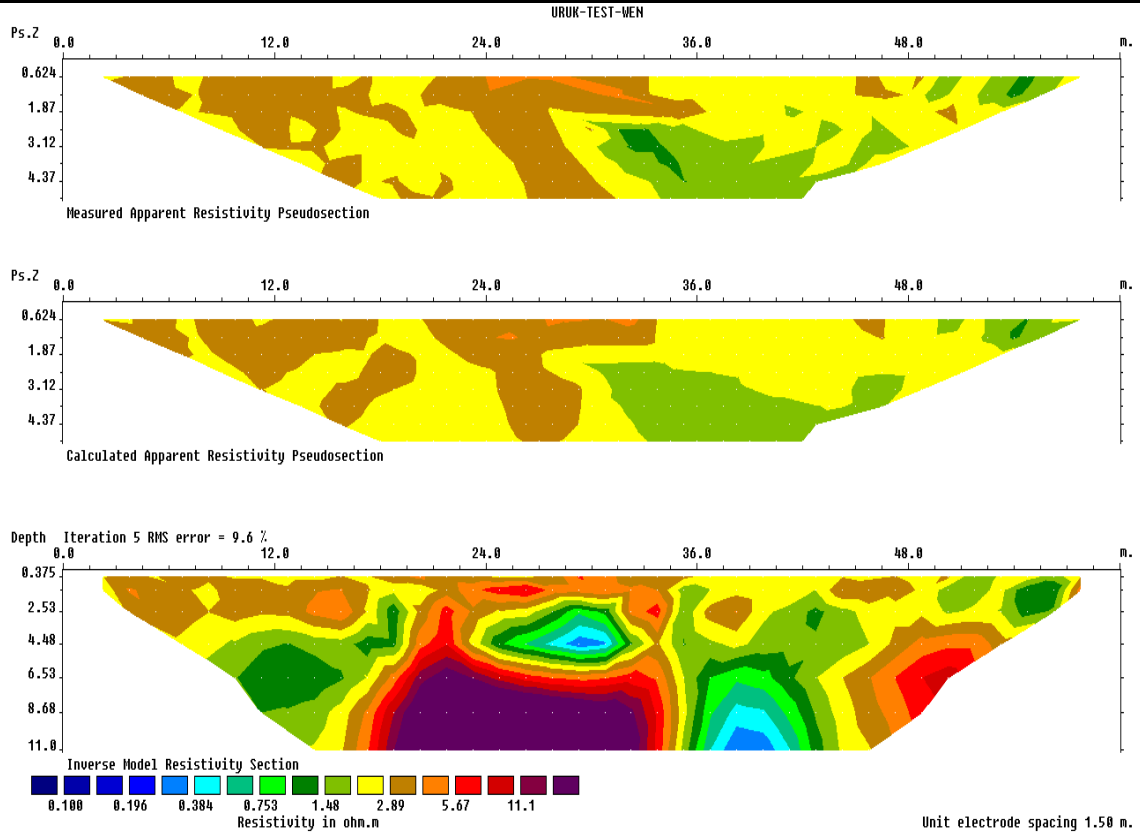 URUK-TEST-WEN
Ps.Z 0.0 12.0 24.0 36.0 48.0 m.
0.624
1.87
3.12
4.37
Measured Apparent Resistivity Pseudosection
Ps.Z 0.0 12.0 24.0 36.0 48.0 m.
0.624
1.87
3.12
4.37
Calculated Apparent Resistivity Pseudosection
Depth Iteration 5 RMS error = 9.6 %
0.0 12.0 24.0 36.0 48.0 m.
0.375
2.53
4.48
6.53
8.68
11.0
Inverse Model Resistivity Section
0.100 0.196 0.384 0.753 1.48 2.89 5.67 11.1
Resistivity in ohm.m
Unit electrode spacing 1.50 m.